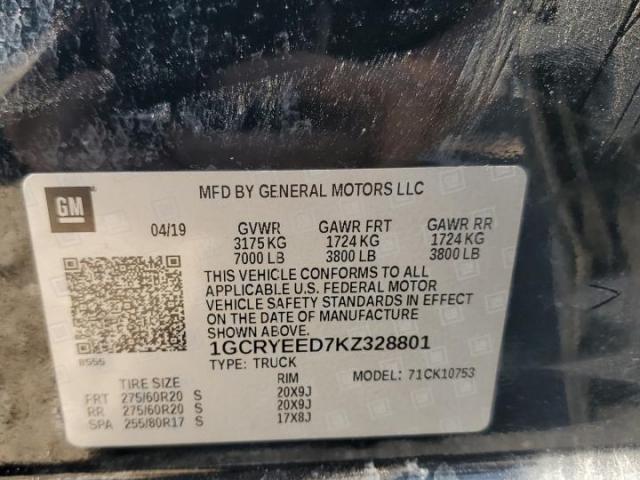 GM
MFD BY GENERAL MOTORS LLC
04/19 GVWR GAWR FRT GAWR RR
3175 KG 1724 KG 1724 KG
7000 LB 3800 LB 3800 LB
THIS VEHICLE CONFORMS TO ALL
APPLICABLE U.S. FEDERAL MOTOR
VEHICLE SAFETY STANDARDS IN EFFECT
ON THE DATE OF MANUFACTURE
SHOWN ABOVE.
1GCRYEED7KZ328801
TYPE: TRUCK MODEL: 71CK10753
TIRE SIZE RIM
FRT 275/60R20 S 20X9J
RR 275/60R20 S 20X9J
SPA 255/80R17 S 17X8J